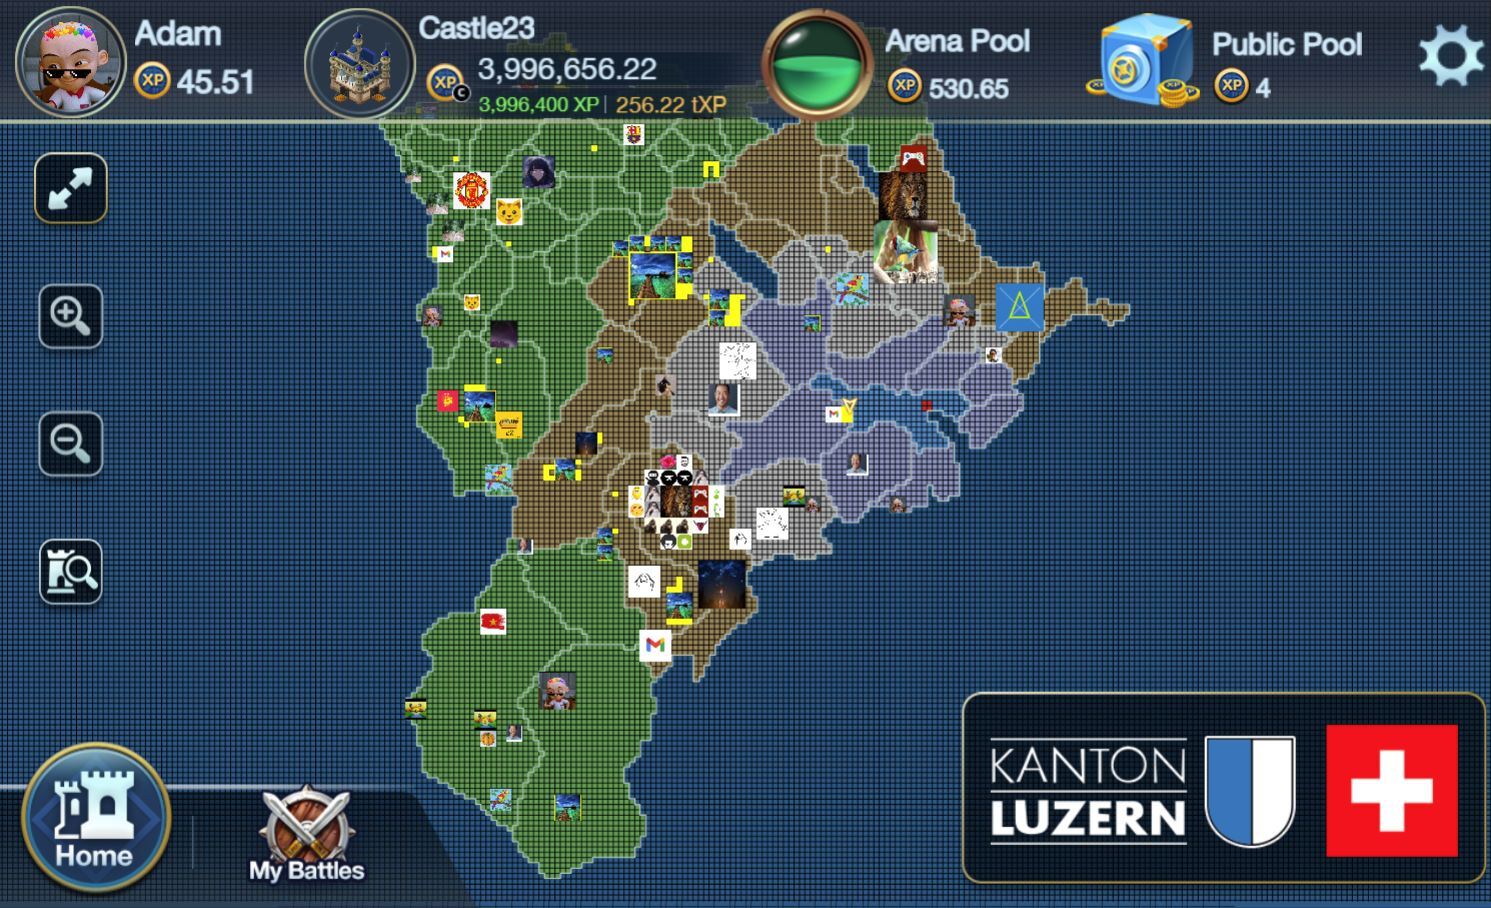 Adam
XP 45.51
Castle23
XP C 3,996,656.22
3,996,400 XP | 256.22 tXP
Arena Pool
XP 530.65
Public Pool
XP 4
KANTON
LUZERN
Home
My Battles